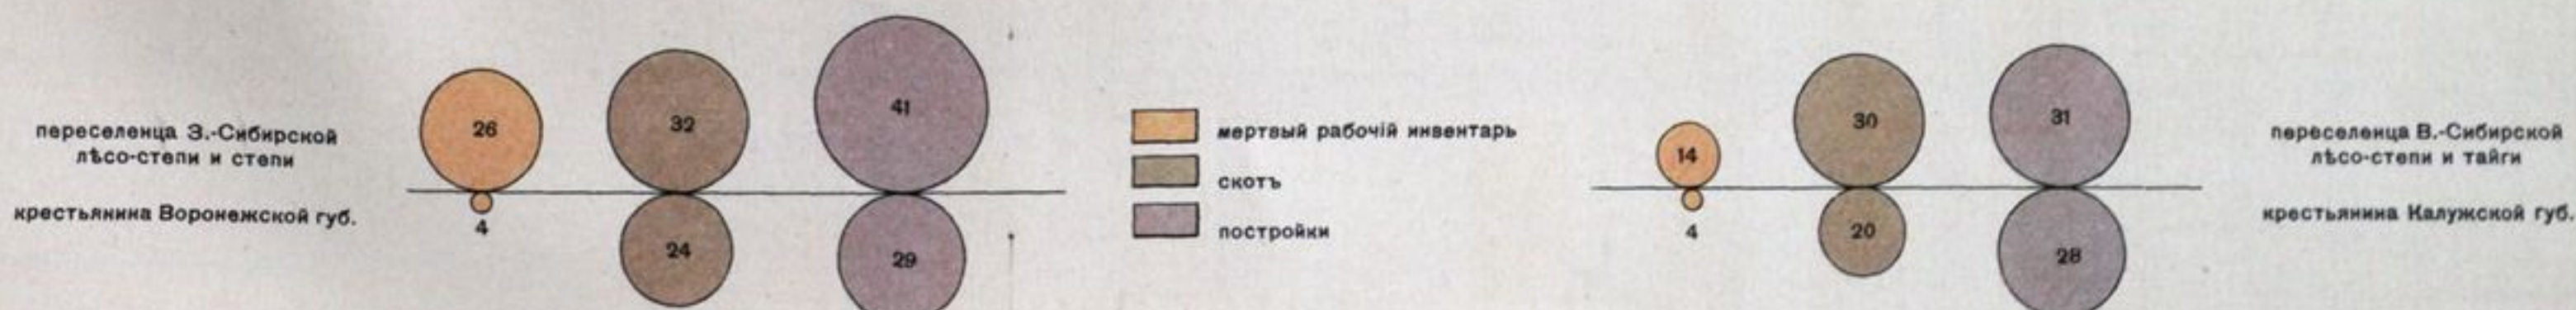 переселенца З.-Сибирской
лѣсо-степи и степи
крестьянина Воронежской губ.
26
32
41
4
24
29
мертвый рабочій инвентарь
скотъ
постройки
14
30
31
4
20
28
переселенца В.-Сибирской
лѣсо-степи и тайги
крестьянина Калужской губ.